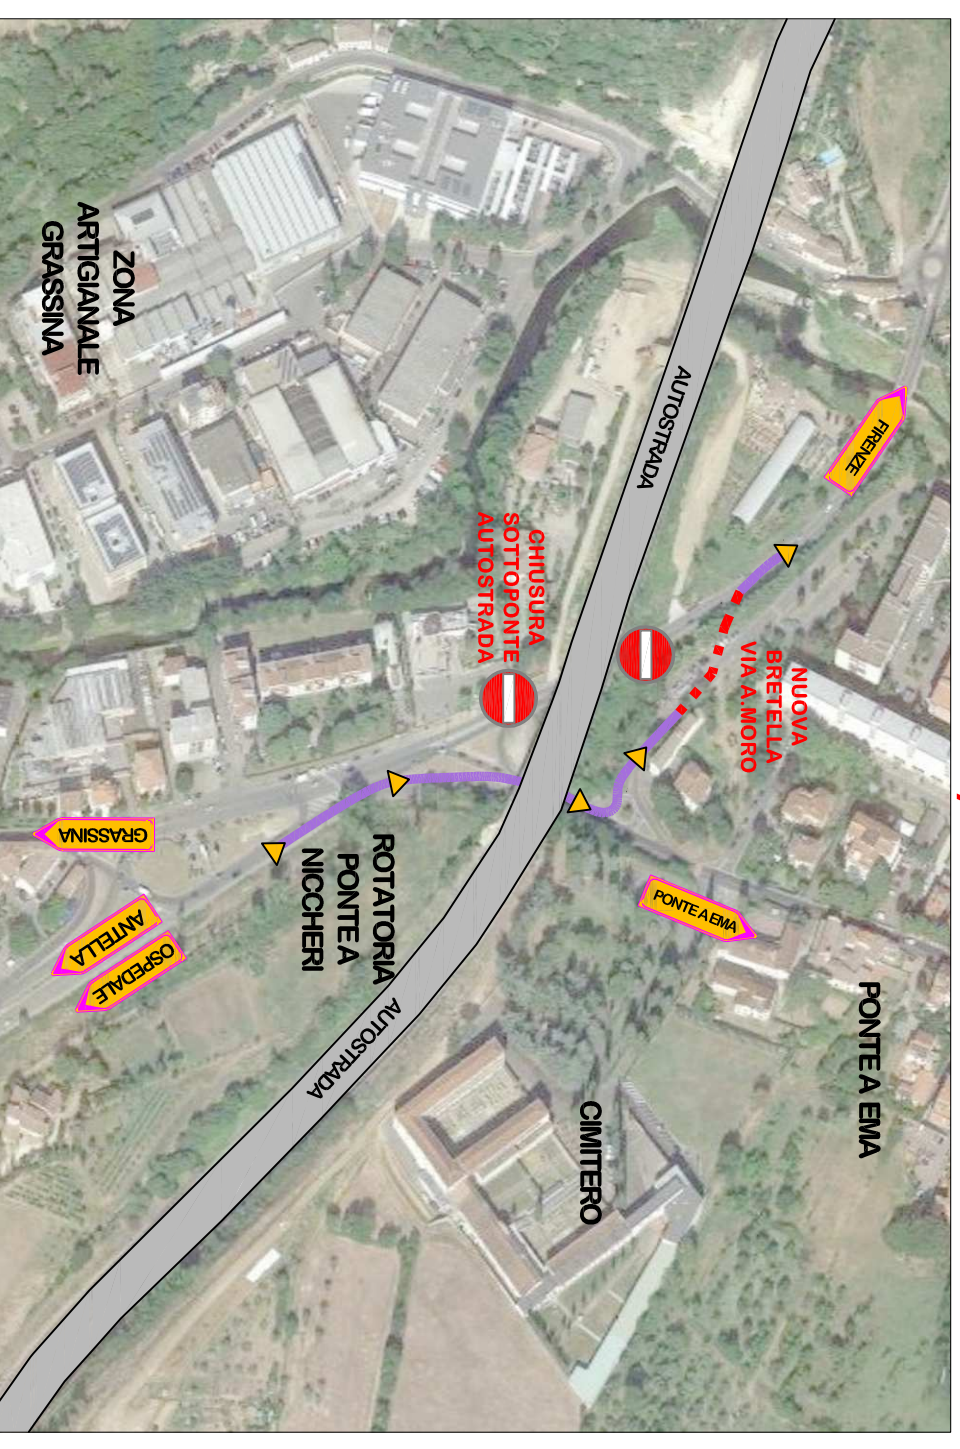 FIRENZE
PONTE A EMA
NUOVA
BRETELLA
VIA A.MORO
PONTE A EMA
AUTOSTRADA
CIMITERO
CHIUSURA
SOTTOPONTE
AUTOSTRADA
ROTATORIA
PONTE A
NICCHERI
AUTOSTRADA
ZONA
ARTIGIANALE
GRASSINA
GRASSINA
ANTELLA
OSPEDALE